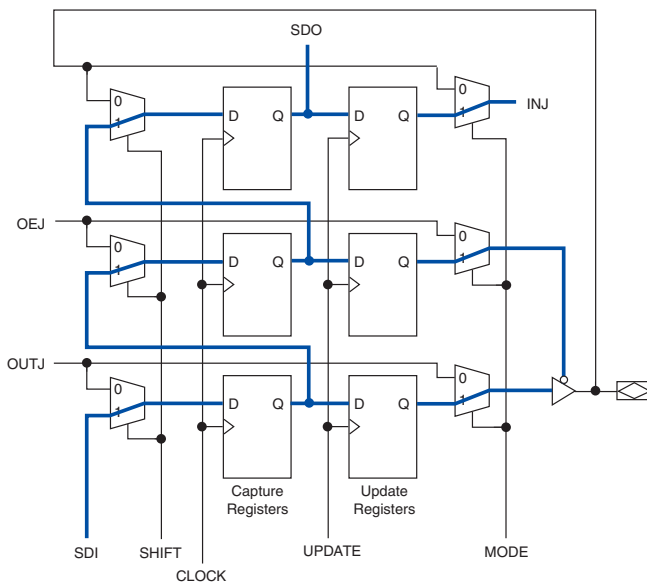 SDO
0
1
D Q
D Q
0
1
INJ
OEJ
0
1
D Q
D Q
0
1
OUTJ
0
1
D Q
D Q
0
1
Capture
Registers
Update
Registers
SDI
SHIFT
CLOCK
UPDATE
MODE